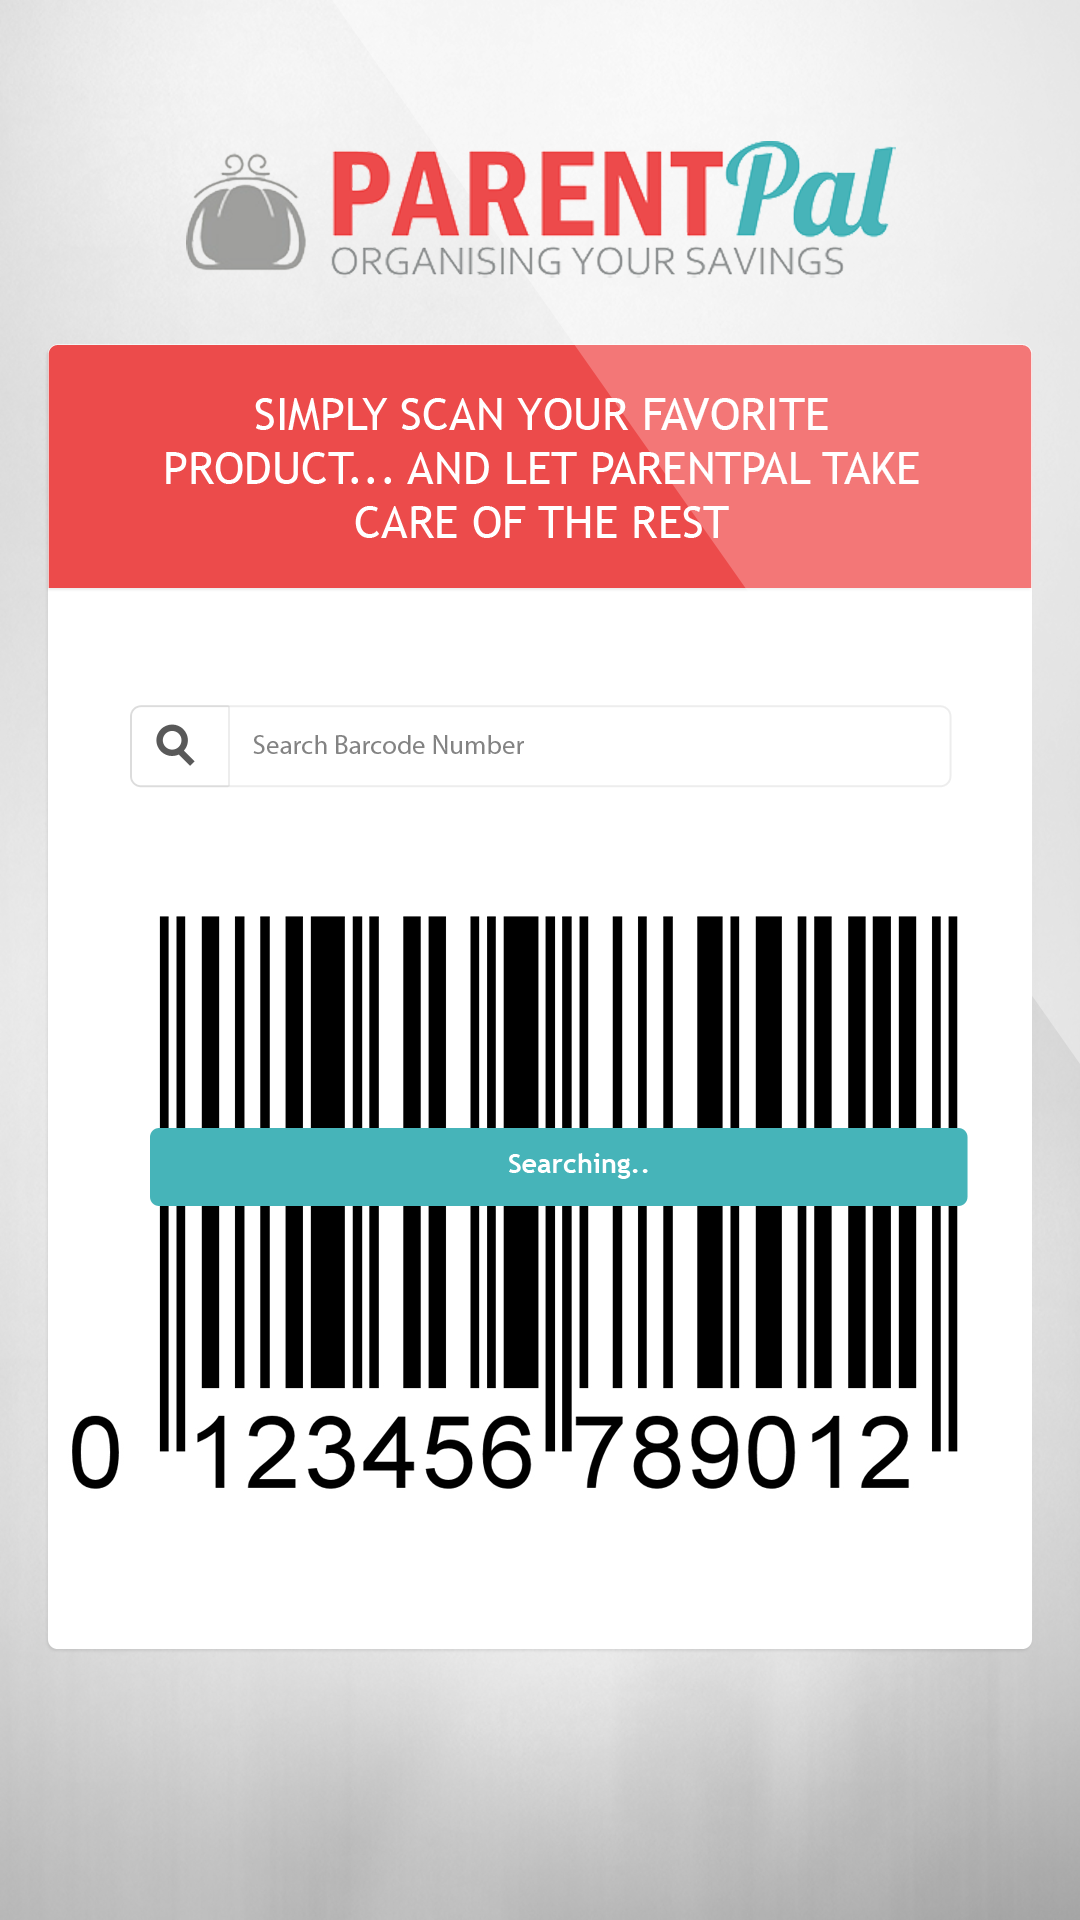 PARENTPal
ORGANISING YOUR SAVINGS
SIMPLY SCAN YOUR FAVORITE
PRODUCT... AND LET PARENTPAL TAKE
CARE OF THE REST
Search Barcode Number
Searching..
0 123456 789012